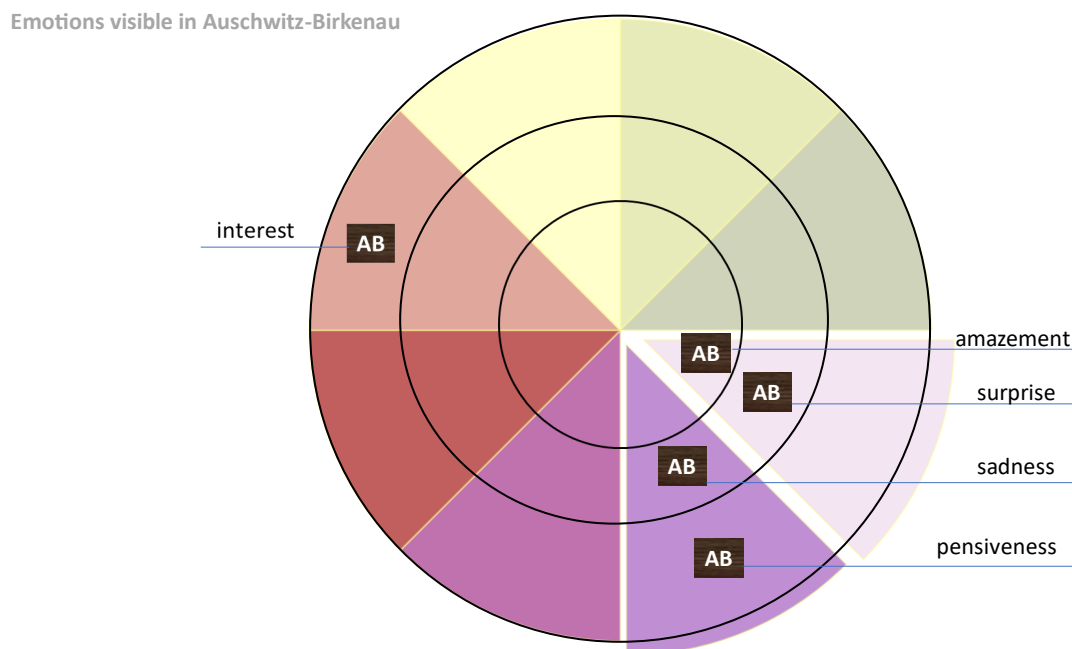 Emotions visible in Auschwitz-Birkenau
interest
AB
AB
amazement
AB
surprise
AB
sadness
AB
pensiveness